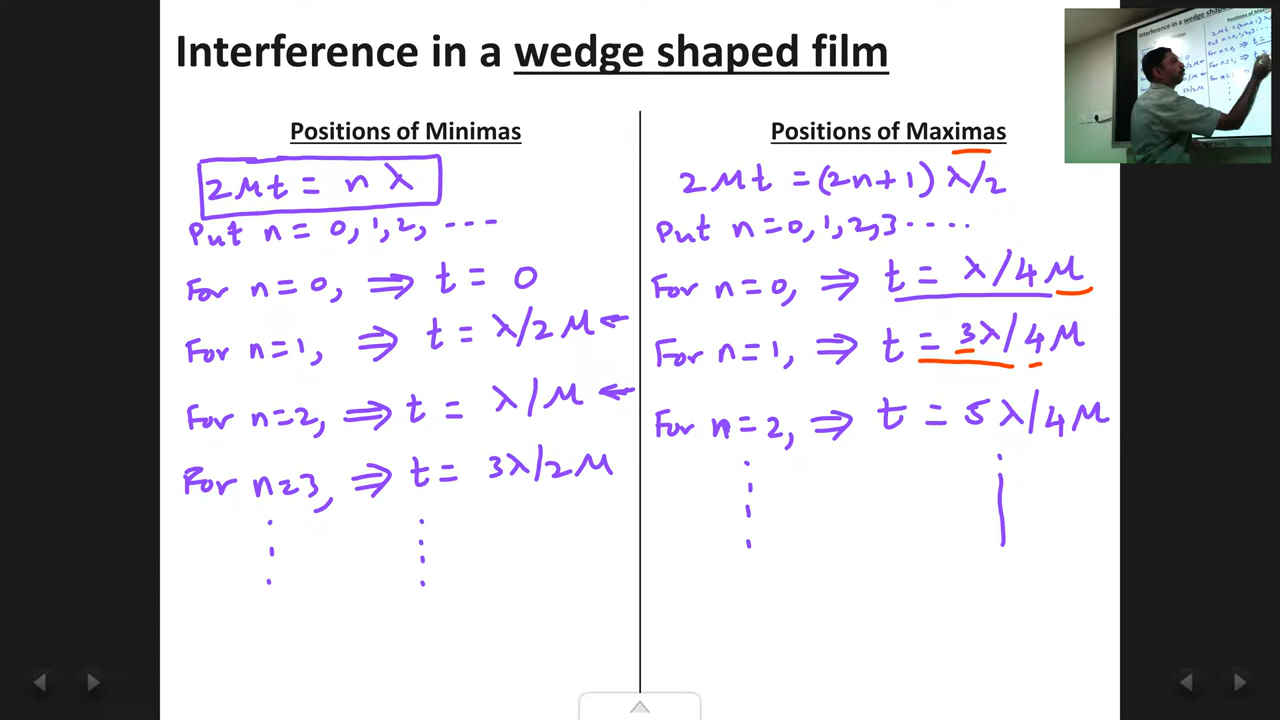 Interference in a wedge shaped film
Positions of Minimas
2μt = nλ
Put n = 0, 1, 2, ----
For n = 0, ⇒ t = 0
For n = 1, ⇒ t = λ/2μ ←
For n = 2, ⇒ t = λ/μ ←
For n = 3, ⇒ t = 3λ/2μ
Positions of Maximas
2μt = (2n+1) λ/2
Put n = 0, 1, 2, 3 ....
For n = 0, ⇒ t = λ/4μ
For n = 1, ⇒ t = 3λ/4μ
For n = 2, ⇒ t = 5λ/4μ